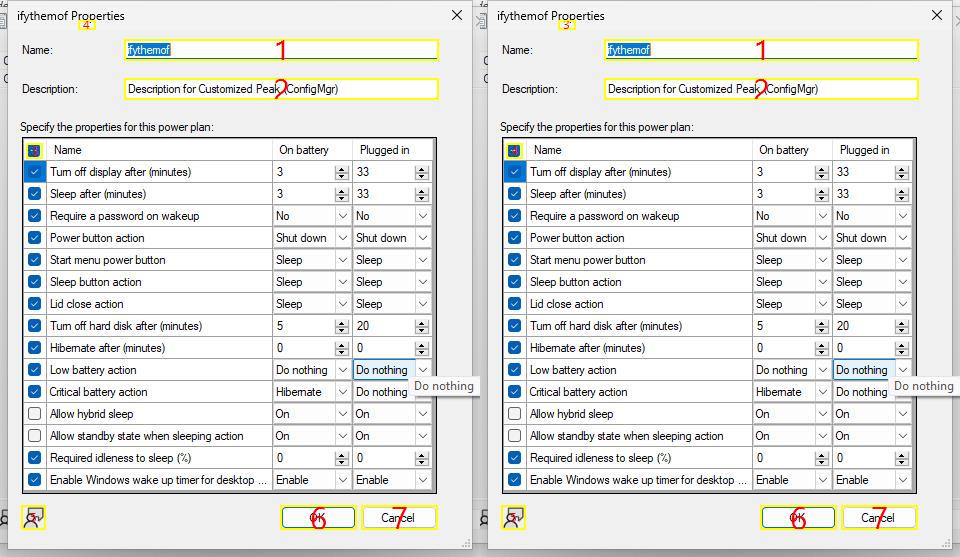 ifythemof Properties
4
Name:
ifythemof
1
Description:
Description for Customized Peak (ConfigMgr)
2
Specify the properties for this power plan:
Name On battery Plugged in
Turn off display after (minutes) 3 33
Sleep after (minutes) 3 33
Require a password on wakeup No No
Power button action Shut down Shut down
Start menu power button Sleep Sleep
Sleep button action Sleep Sleep
Lid close action Sleep Sleep
Turn off hard disk after (minutes) 5 20
Hibernate after (minutes) 0 0
Low battery action Do nothing Do nothing
Do nothing
Critical battery action Hibernate Do nothing
Allow hybrid sleep On On
Allow standby state when sleeping action On On
Required idleness to sleep (%) 0 0
Enable Windows wake up timer for desktop ... Enable Enable
OK
6
Cancel
7
ifythemof Properties
3
Name:
ifythemof
1
Description:
Description for Customized Peak (ConfigMgr)
2
Specify the properties for this power plan:
Name On battery Plugged in
Turn off display after (minutes) 3 33
Sleep after (minutes) 3 33
Require a password on wakeup No No
Power button action Shut down Shut down
Start menu power button Sleep Sleep
Sleep button action Sleep Sleep
Lid close action Sleep Sleep
Turn off hard disk after (minutes) 5 20
Hibernate after (minutes) 0 0
Low battery action Do nothing Do nothing
Do nothing
Critical battery action Hibernate Do nothing
Allow hybrid sleep On On
Allow standby state when sleeping action On On
Required idleness to sleep (%) 0 0
Enable Windows wake up timer for desktop ... Enable Enable
OK
6
Cancel
7